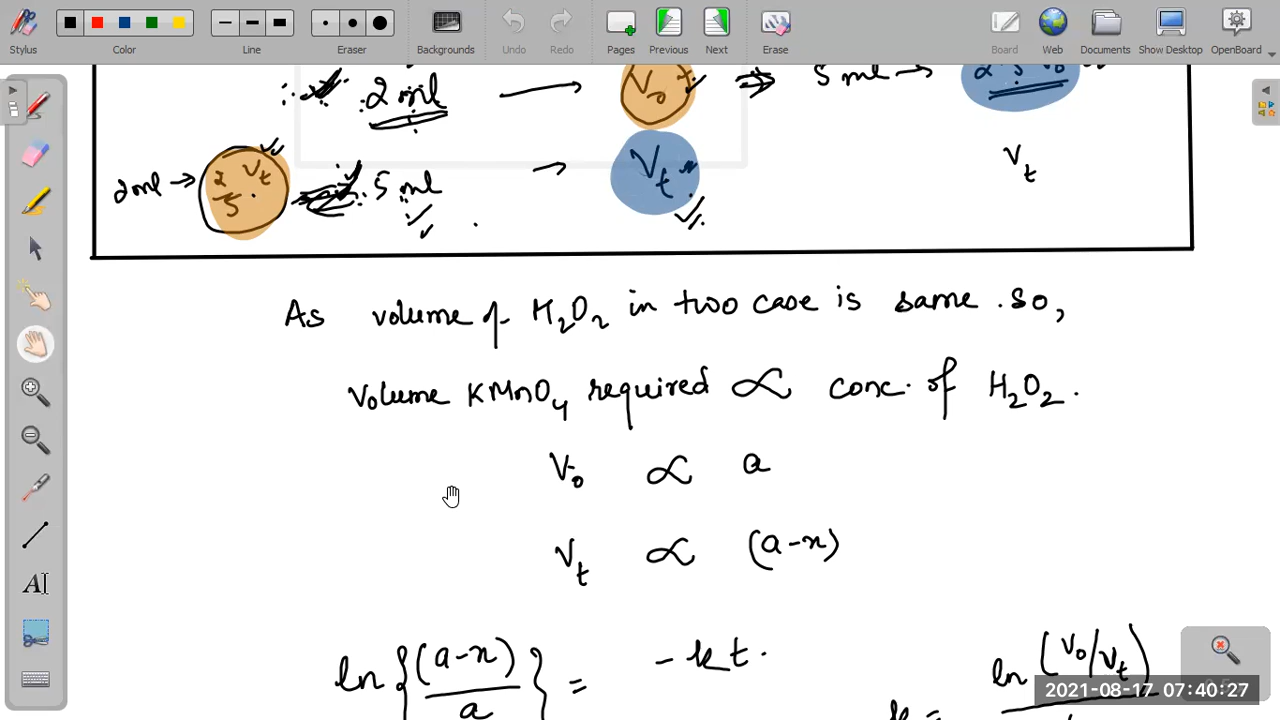 Stylus Color Line Eraser Backgrounds Undo Redo Pages Previous Next Erase Board Web Documents Show Desktop OpenBoard
2 ml → V₀ ⇒ 5 ml →
2 ml → 2/5 Vt 5 ml → Vt Vt
As volume of H₂O₂ in two case is same . so,
Volume KMnO₄ required ∝ conc. of H₂O₂.
V₀ ∝ a
Vt ∝ (a-x)
ln {(a-x)/a} = -kt. k = ln (V₀/Vt)
2021-08-17 07:40:27